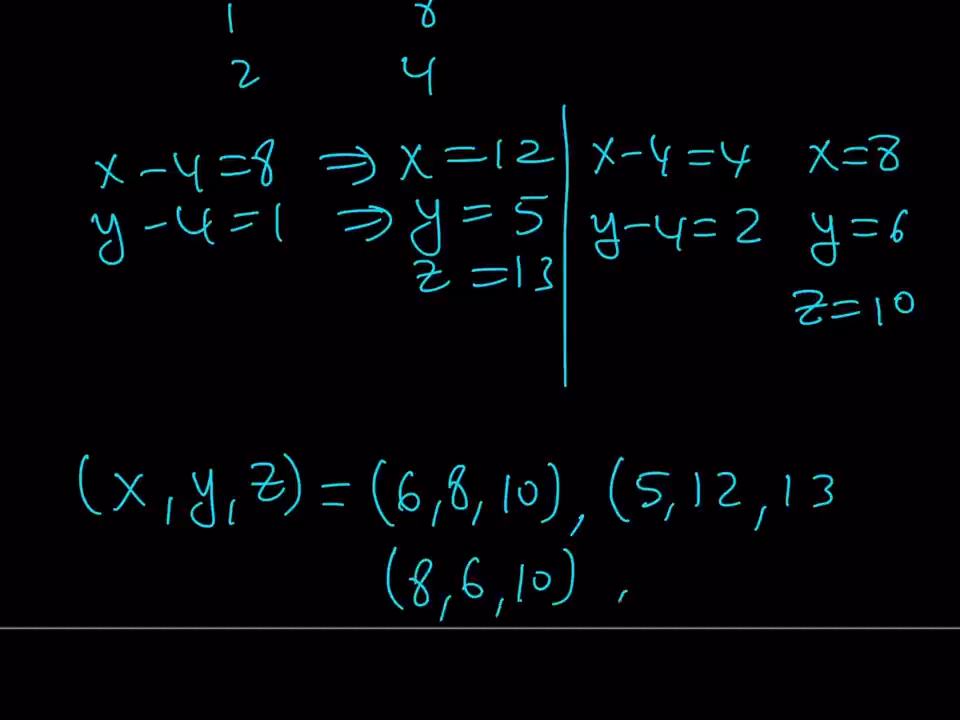 1 8
2 4
x - 4 = 8 ⇒ x = 12 | x - 4 = 4 x = 8
y - 4 = 1 ⇒ y = 5 | y - 4 = 2 y = 6
z = 13
z = 10
(x, y, z) = (6, 8, 10), (5, 12, 13
(8, 6, 10) ,